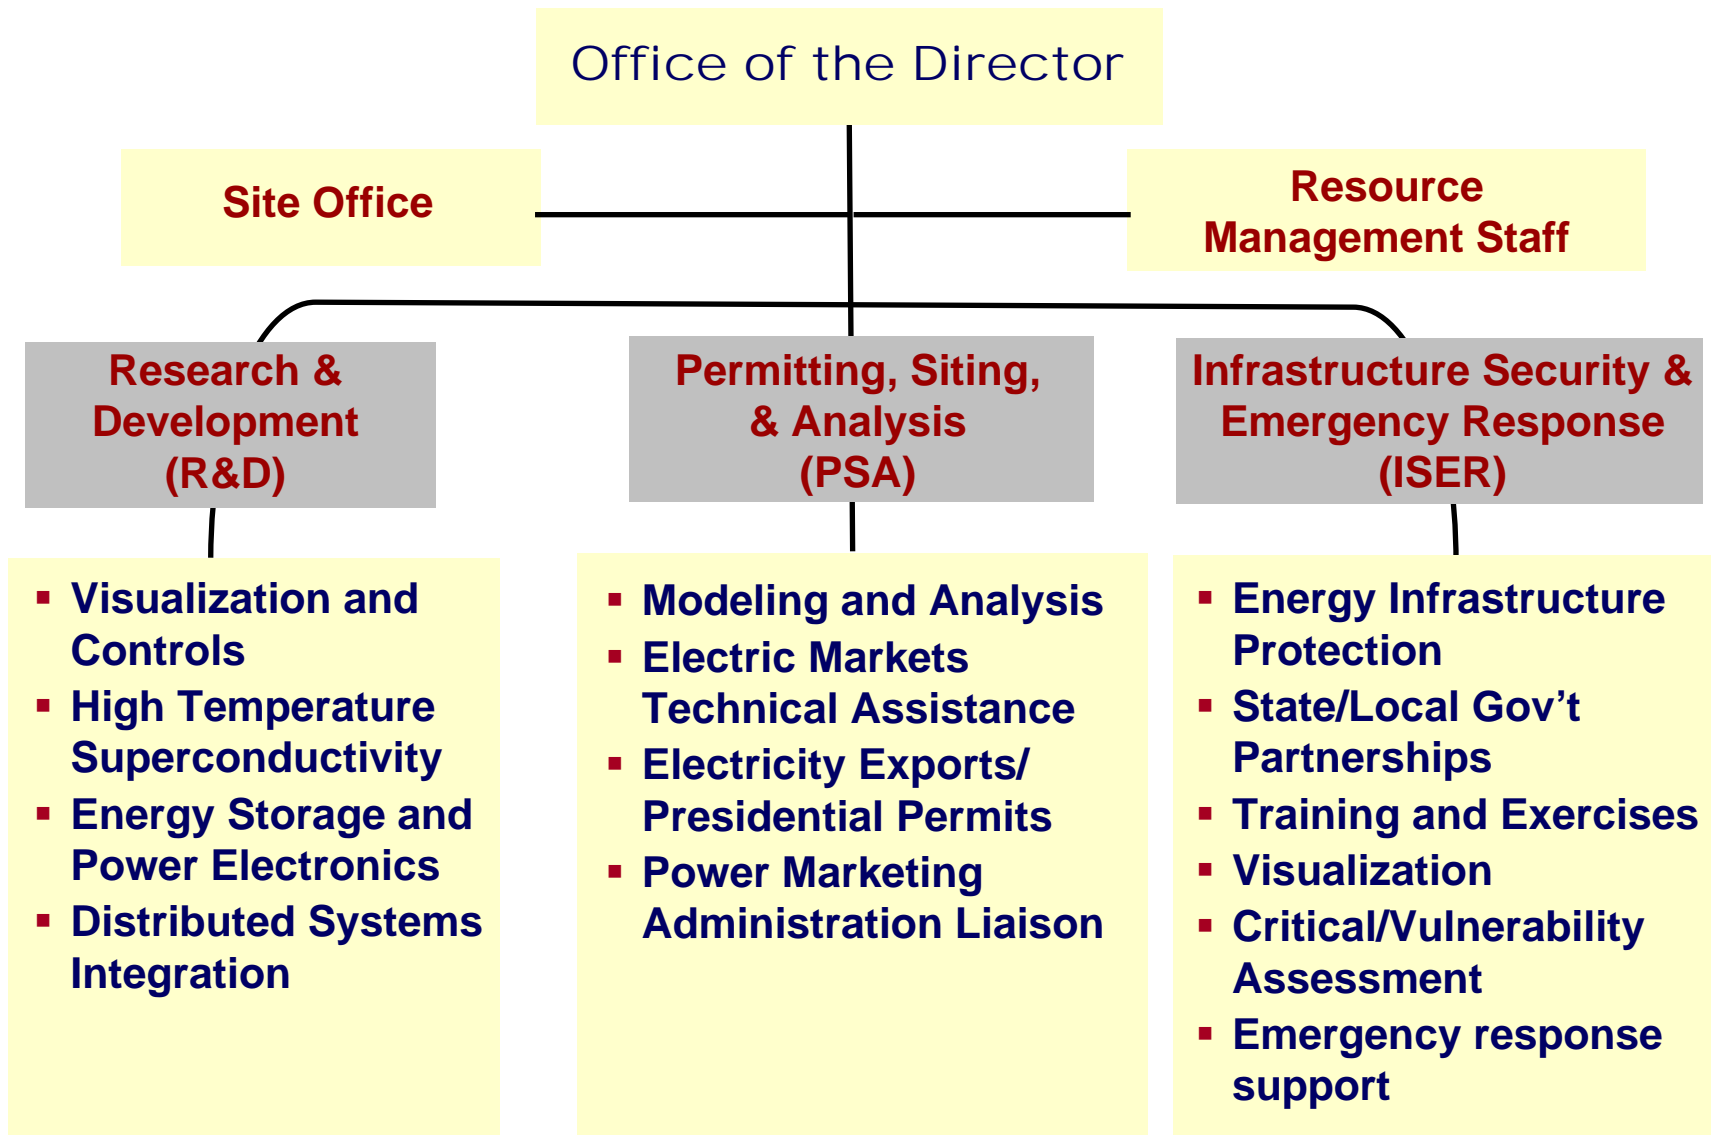 Office of the Director
Site Office
Resource
Management Staff
Research &
Development
(R&D)
Permitting, Siting,
& Analysis
(PSA)
Infrastructure Security &
Emergency Response
(ISER)
▪ Visualization and
Controls
▪ High Temperature
Superconductivity
▪ Energy Storage and
Power Electronics
▪ Distributed Systems
Integration
▪ Modeling and Analysis
▪ Electric Markets
Technical Assistance
▪ Electricity Exports/
Presidential Permits
▪ Power Marketing
Administration Liaison
▪ Energy Infrastructure
Protection
▪ State/Local Gov’t
Partnerships
▪ Training and Exercises
▪ Visualization
▪ Critical/Vulnerability
Assessment
▪ Emergency response
support